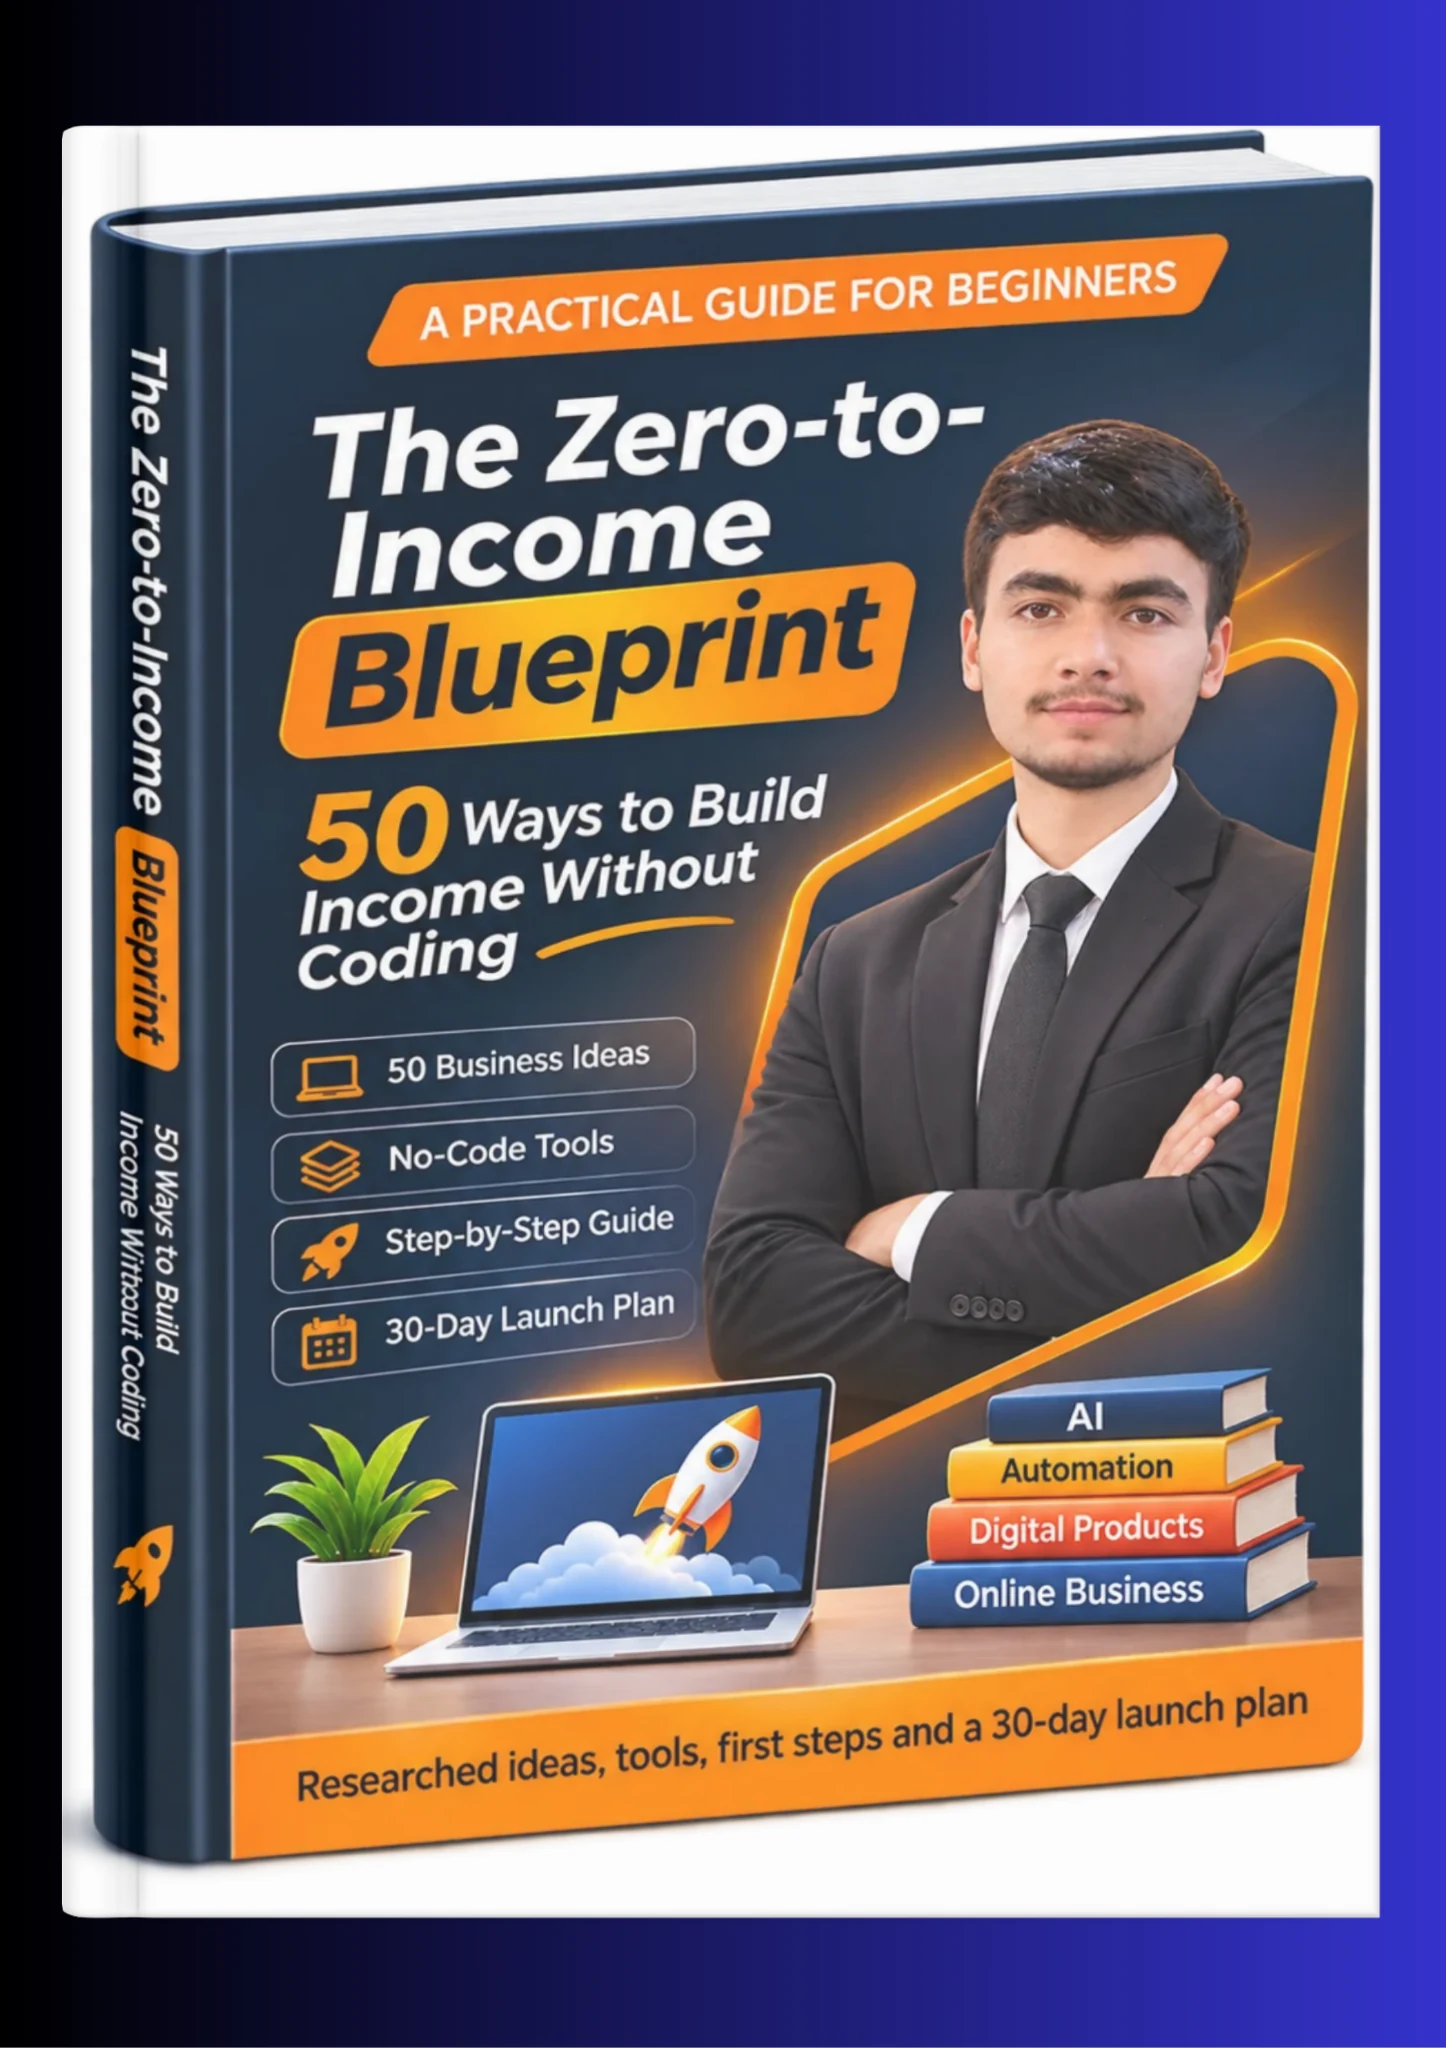 A PRACTICAL GUIDE FOR BEGINNERS
The Zero-to-
Income
Blueprint
50 Ways to Build
Income Without
Coding
50 Business Ideas
No-Code Tools
Step-by-Step Guide
30-Day Launch Plan
AI
Automation
Digital Products
Online Business
Researched ideas, tools, first steps and a 30-day launch plan
The Zero-to-Income Blueprint
50 Ways to Build
Income Without Coding